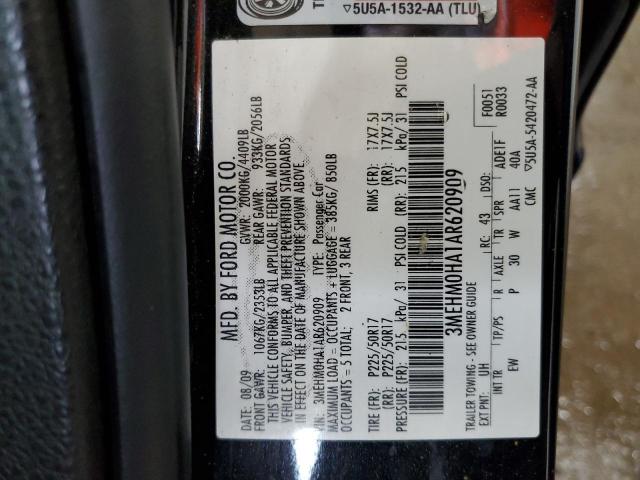 ▽5U5A-1532-AA (TLU)
MFD. BY FORD MOTOR CO.
DATE: 08/09 GVWR: 2000KG/4409LB
FRONT GAWR: 1067KG/2353LB REAR GAWR: 933KG/2056LB
THIS VEHICLE CONFORMS TO ALL APPLICABLE FEDERAL MOTOR
VEHICLE SAFETY, BUMPER, AND THEFT PREVENTION STANDARDS
IN EFFECT ON THE DATE OF MANUFACTURE SHOWN ABOVE.
VIN: 3MEHM0HA1AR620909 TYPE: Passenger Car
MAXIMUM LOAD = OCCUPANTS + LUGGAGE = 385KG/ 850LB
OCCUPANTS = 5 TOTAL: 2 FRONT, 3 REAR
TIRE (FR): P225/50R17 RIMS (FR): 17X7.5J
(RR): P225/50R17 (RR): 17X7.5J
PRESSURE (FR): 215 kPa/ 31 PSI COLD (RR): 215 kPa/ 31 PSI COLD
3MEHM0HA1AR620909
TRAILER TOWING - SEE OWNER GUIDE F0051
EXT PNT: UH RC: 43 DSO: R0033
INT TR TP/PS R AXLE TR SPR ADE1F
EW P 30 W AA11 40A
CMC ▽5U5A-5420472-AA